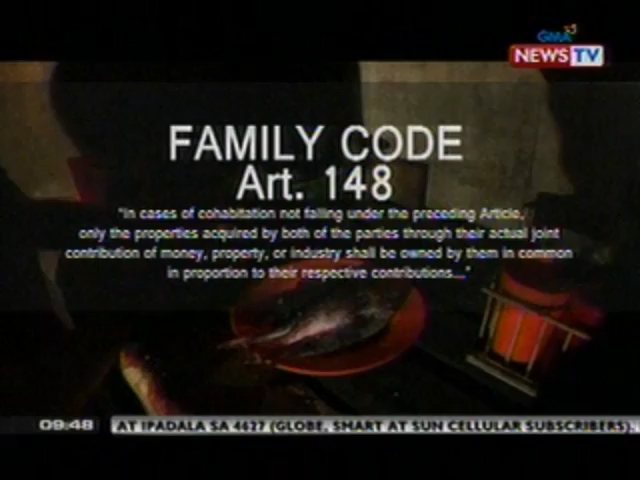 GMA
NEWS TV
FAMILY CODE
Art. 148
"In cases of cohabitation not falling under the preceding Article,
only the properties acquired by both of the parties through their actual joint
contribution of money, property, or industry shall be owned by them in common
in proportion to their respective contributions..."
09:48 AT IPADALA SA 4627 (GLOBE, SMART AT SUN CELLULAR SUBSCRIBERS).